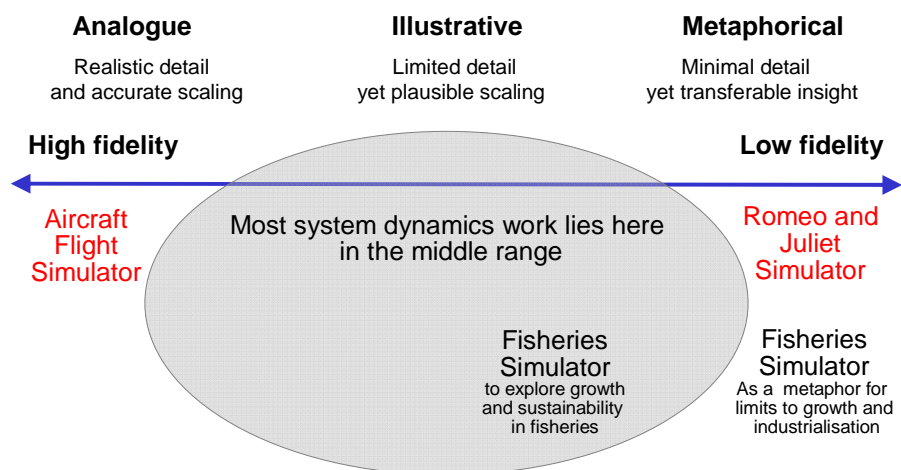 Analogue
Realistic detail
and accurate scaling
Illustrative
Limited detail
yet plausible scaling
Metaphorical
Minimal detail
yet transferable insight
High fidelity
Low fidelity
Aircraft
Flight
Simulator
Most system dynamics work lies here
in the middle range
Romeo and
Juliet
Simulator
Fisheries
Simulator
to explore growth
and sustainability
in fisheries
Fisheries
Simulator
As a metaphor for
limits to growth and
industrialisation